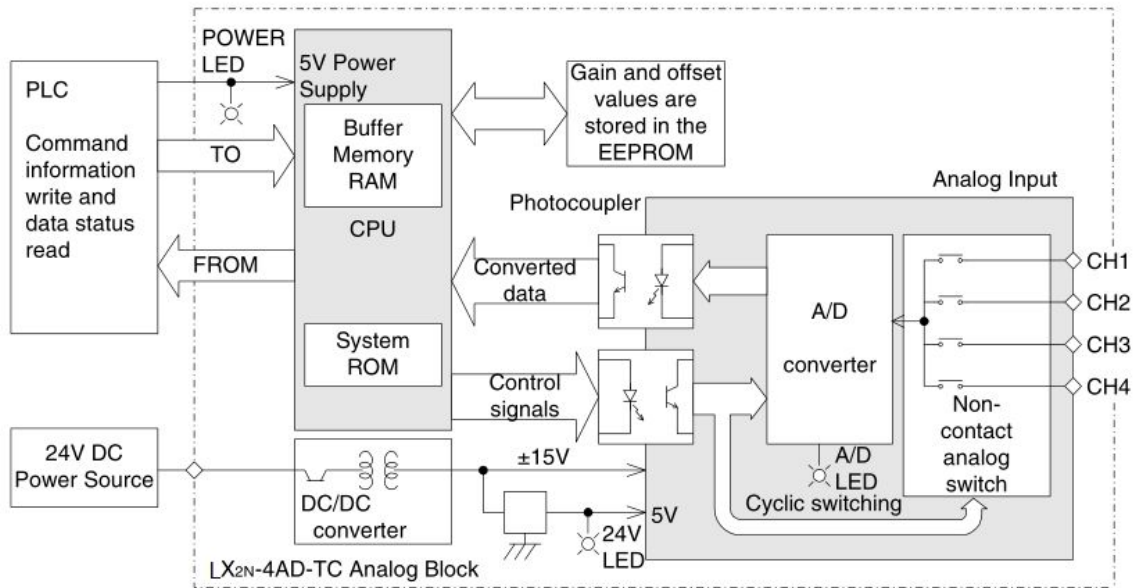 POWER
LED
PLC
Command
information
write and
data status
read
5V Power
Supply
Buffer
Memory
RAM
CPU
System
ROM
TO
FROM
Gain and offset
values are
stored in the
EEPROM
Photocoupler
Analog Input
Converted
data
Control
signals
A/D
converter
CH1
CH2
CH3
CH4
Non-
contact
analog
switch
A/D
LED
Cyclic switching
24V DC
Power Source
DC/DC
converter
±15V
5V
24V
LED
LX2N-4AD-TC Analog Block